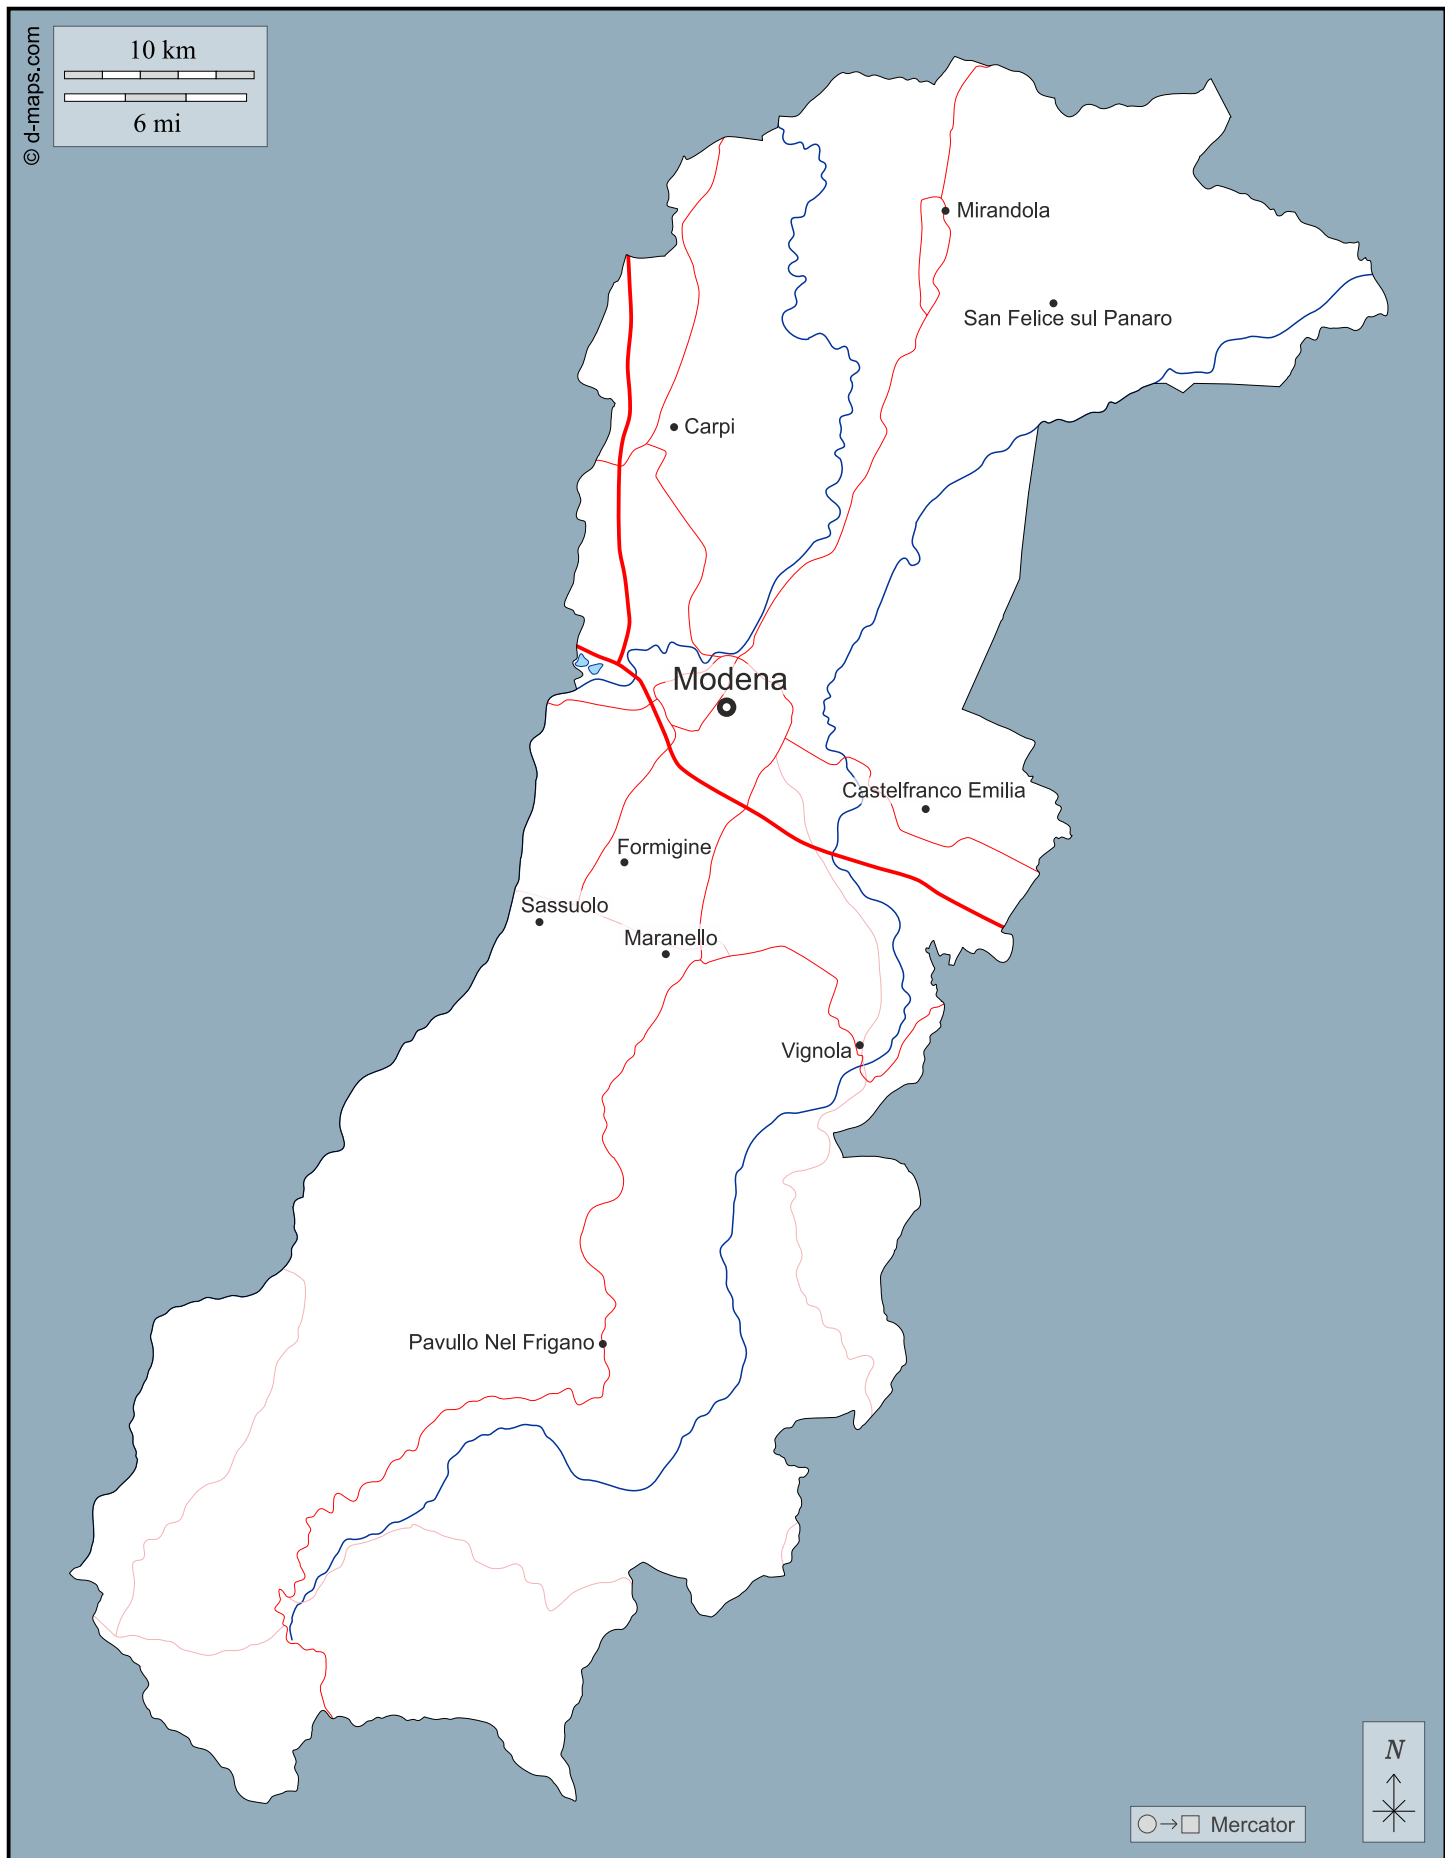 © d-maps.com
10 km
6 mi
Mirandola
San Felice sul Panaro
Carpi
Modena
Castelfranco Emilia
Formigine
Sassuolo
Maranello
Vignola
Pavullo Nel Frigano
N
Mercator